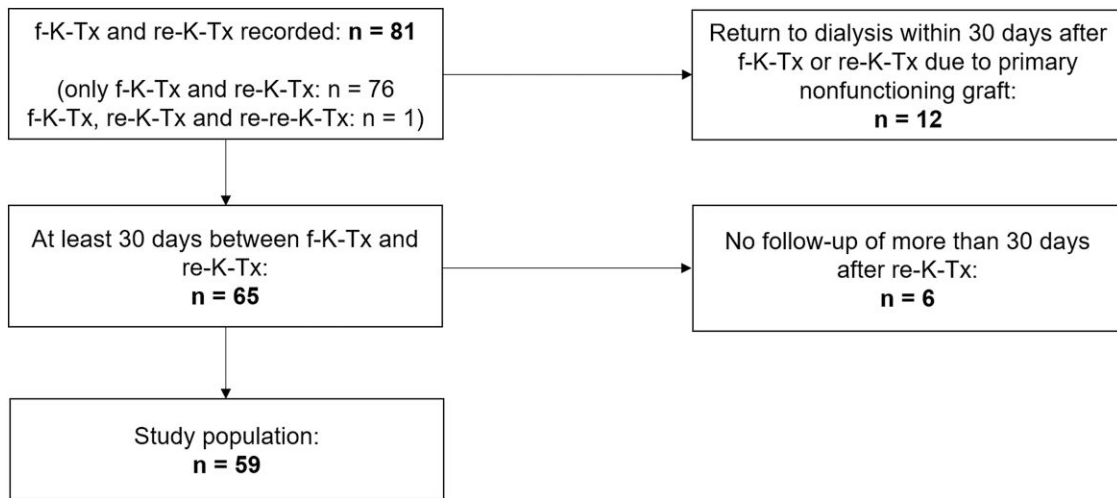 f-K-Tx and re-K-Tx recorded: n = 81
(only f-K-Tx and re-K-Tx: n = 76
f-K-Tx, re-K-Tx and re-re-K-Tx: n = 1)
Return to dialysis within 30 days after
f-K-Tx or re-K-Tx due to primary
nonfunctioning graft:
n = 12
At least 30 days between f-K-Tx and
re-K-Tx:
n = 65
No follow-up of more than 30 days
after re-K-Tx:
n = 6
Study population:
n = 59